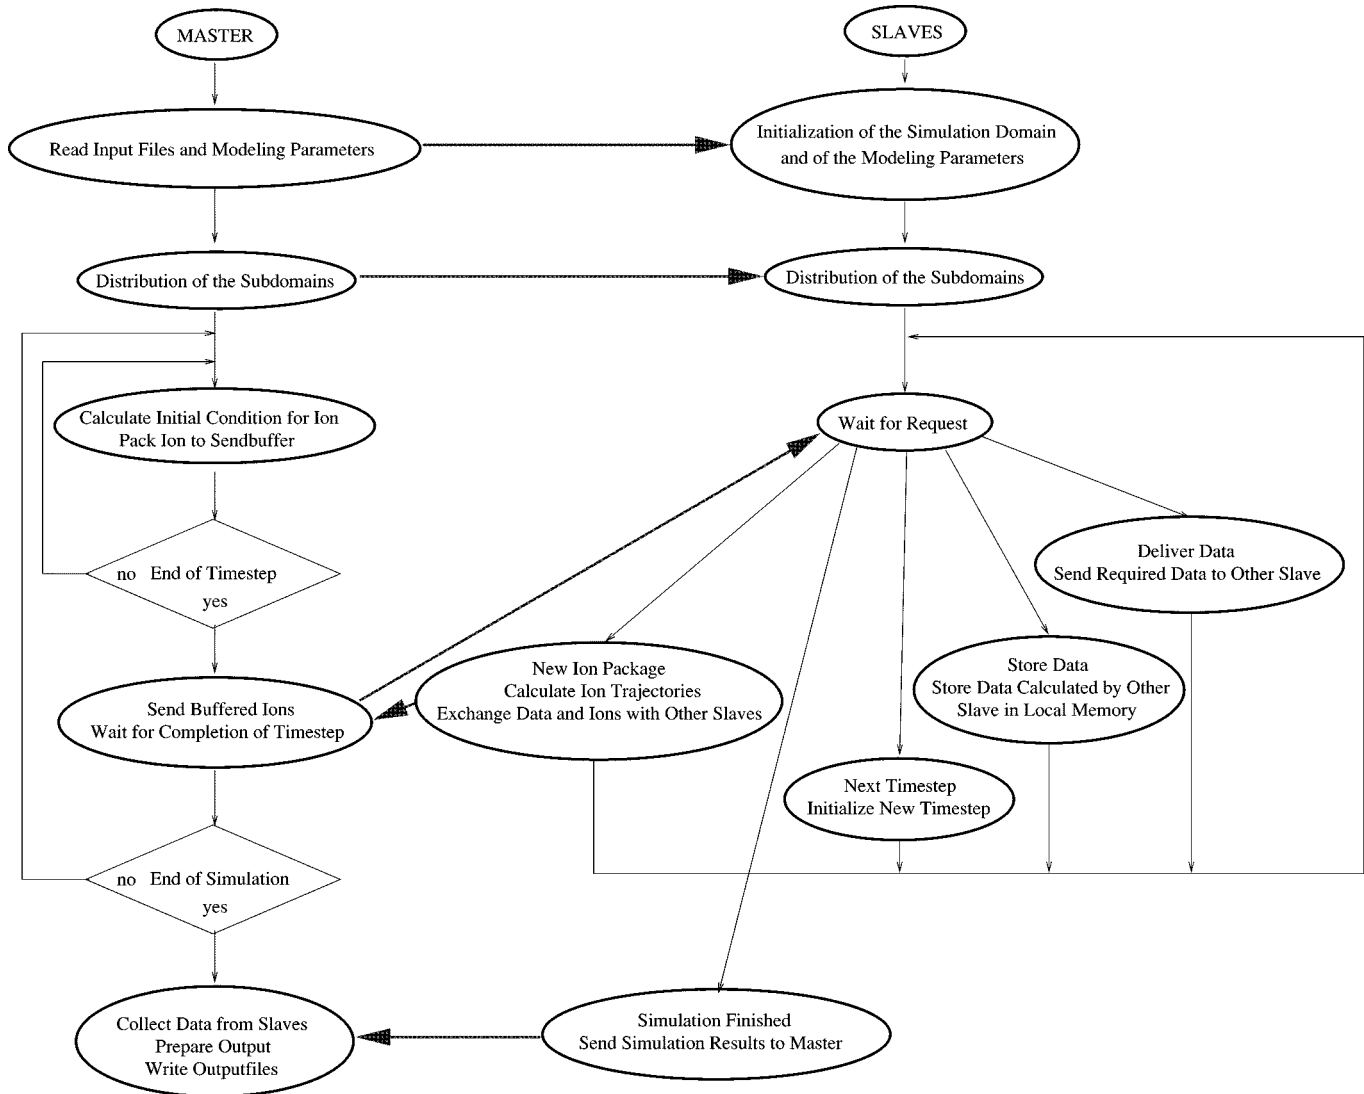 MASTER
SLAVES
Read Input Files and Modeling Parameters
Initialization of the Simulation Domain
and of the Modeling Parameters
Distribution of the Subdomains
Distribution of the Subdomains
Calculate Initial Condition for Ion
Pack Ion to Sendbuffer
Wait for Request
no End of Timestep
yes
Deliver Data
Send Required Data to Other Slave
Send Buffered Ions
Wait for Completion of Timestep
New Ion Package
Calculate Ion Trajectories
Exchange Data and Ions with Other Slaves
Store Data
Store Data Calculated by Other
Slave in Local Memory
Next Timestep
Initialize New Timestep
no End of Simulation
yes
Collect Data from Slaves
Prepare Output
Write Outputfiles
Simulation Finished
Send Simulation Results to Master